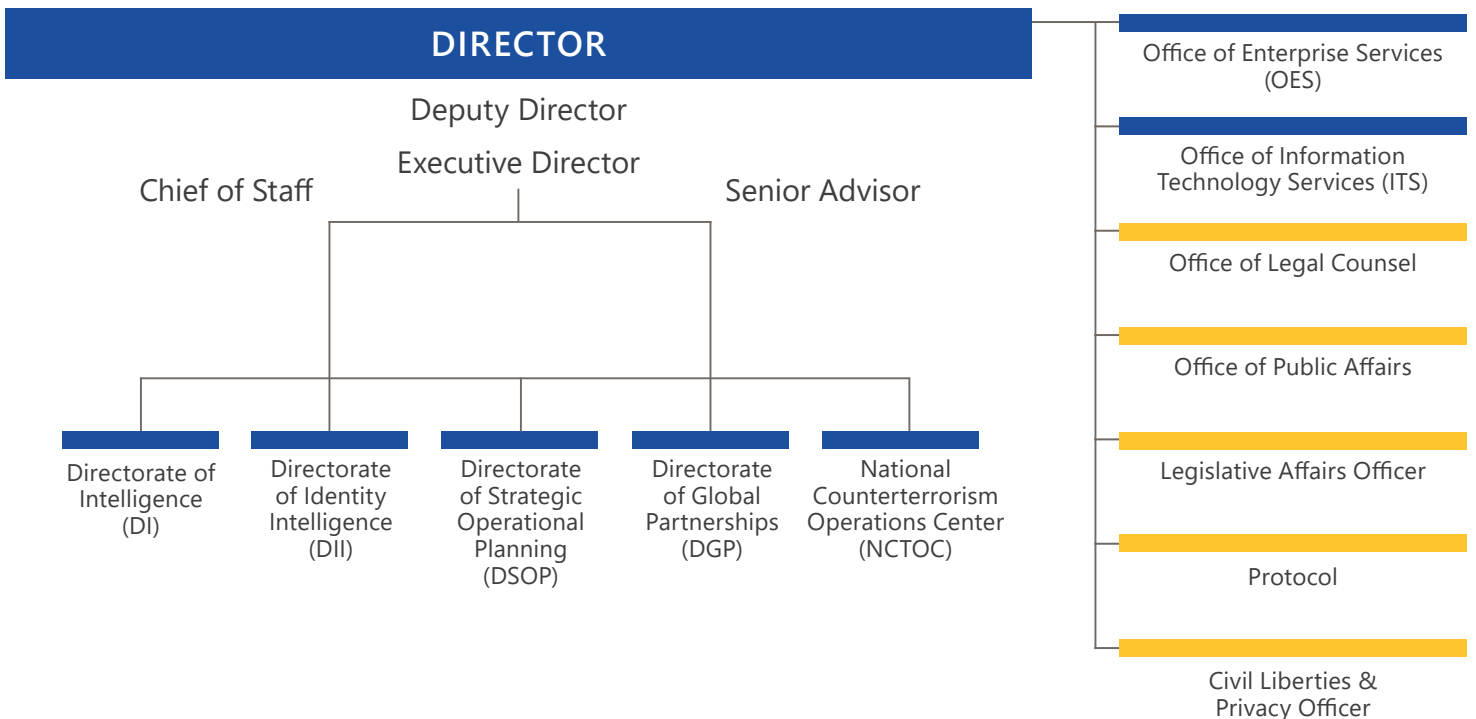 DIRECTOR
Deputy Director
Executive Director
Chief of Staff
Senior Advisor
Directorate of
Intelligence
(DI)
Directorate
of Identity
Intelligence
(DII)
Directorate
of Strategic
Operational
Planning
(DSOP)
Directorate
of Global
Partnerships
(DGP)
National
Counterterrorism
Operations Center
(NCTOC)
Office of Enterprise Services
(OES)
Office of Information
Technology Services (ITS)
Office of Legal Counsel
Office of Public Affairs
Legislative Affairs Officer
Protocol
Civil Liberties &
Privacy Officer